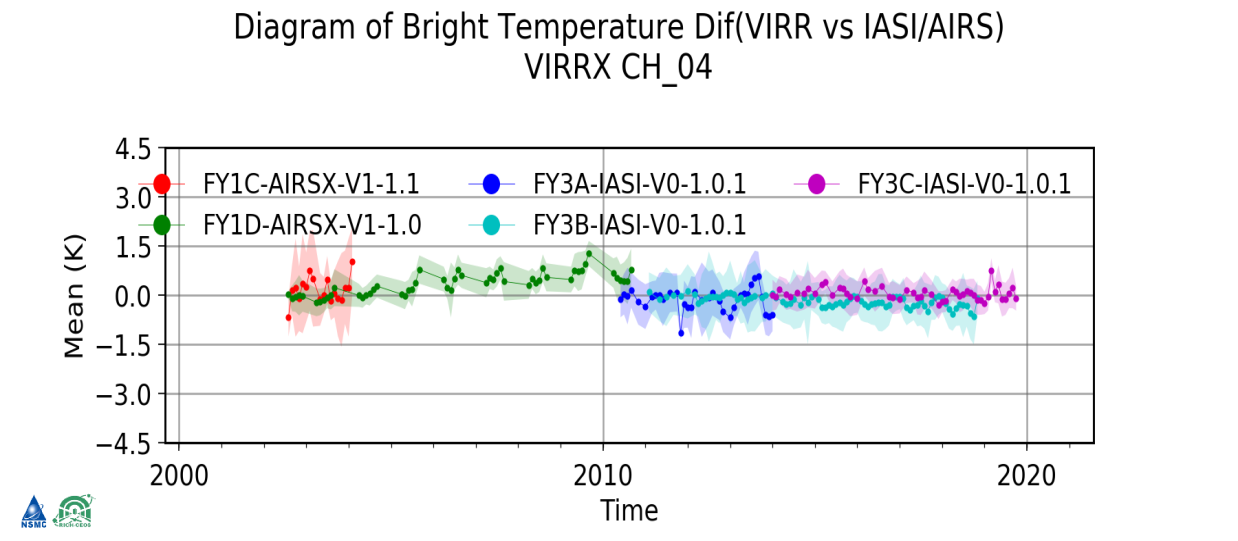 Diagram of Bright Temperature Dif(VIRR vs IASI/AIRS)
VIRRX CH_04
4.5
3.0
1.5
0.0
−1.5
−3.0
−4.5
Mean (K)
FY1C-AIRSX-V1-1.1
FY3A-IASI-V0-1.0.1
FY3C-IASI-V0-1.0.1
FY1D-AIRSX-V1-1.0
FY3B-IASI-V0-1.0.1
2000
2010
2020
Time
NSMC
RICH-CEOS